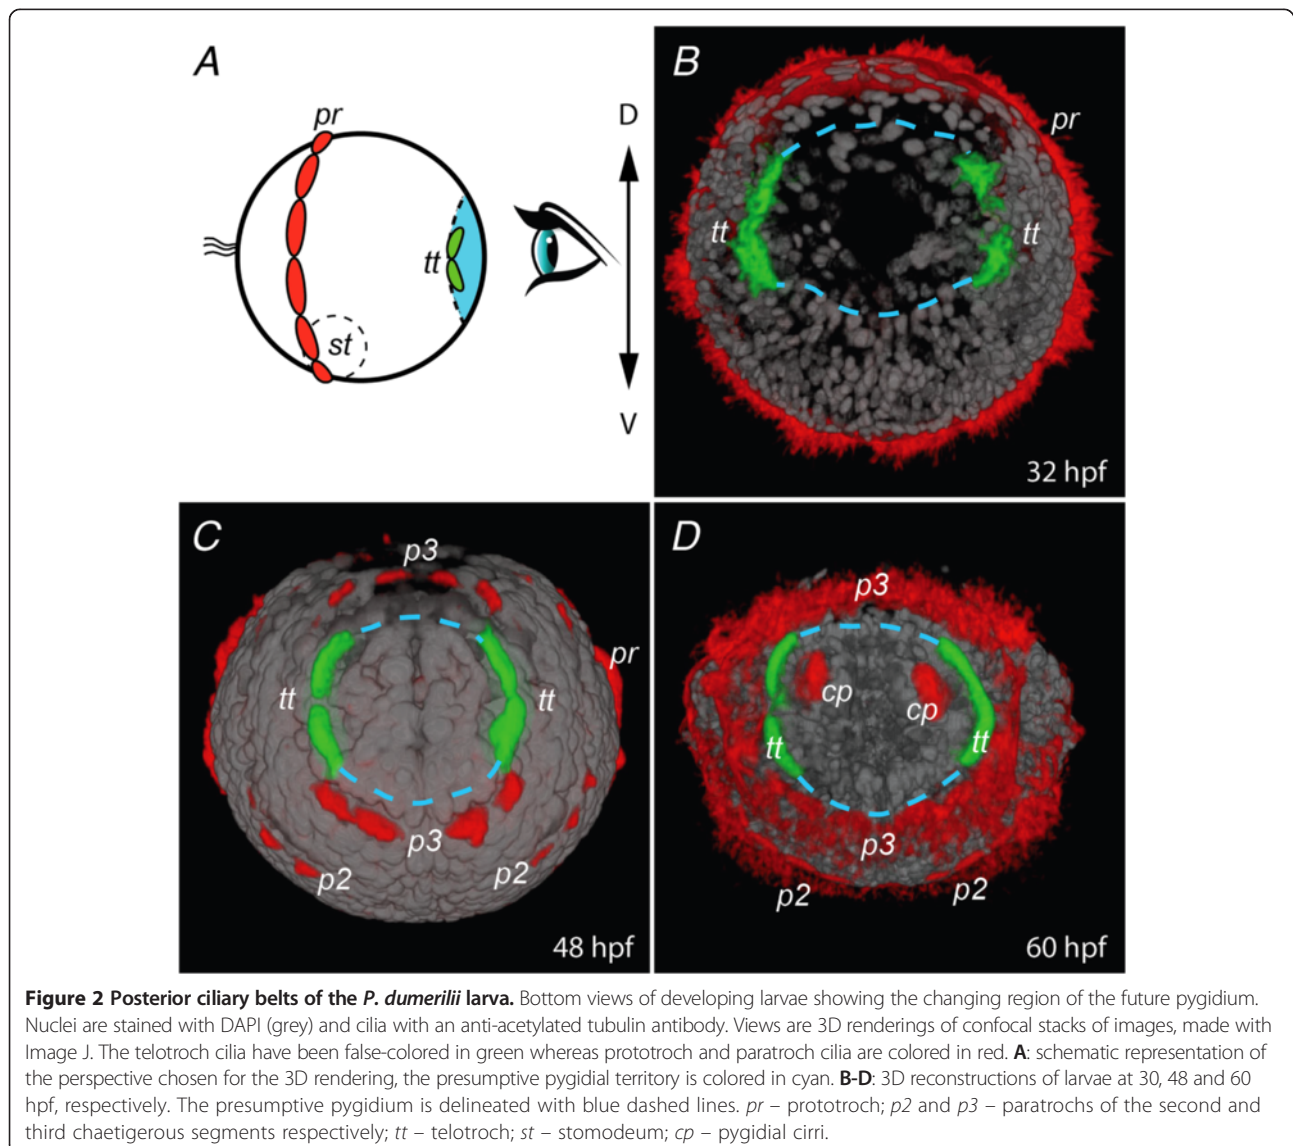 A
pr
D
tt
st
V
B
pr
tt
tt
32 hpf
C
p3
pr
tt
tt
p3
p2
p2
48 hpf
D
p3
cp
cp
tt
tt
p3
p2
p2
60 hpf
Figure 2 Posterior ciliary belts of the P. dumerilii larva. Bottom views of developing larvae showing the changing region of the future pygidium.
Nuclei are stained with DAPI (grey) and cilia with an anti-acetylated tubulin antibody. Views are 3D renderings of confocal stacks of images, made with
Image J. The telotroch cilia have been false-colored in green whereas prototroch and paratroch cilia are colored in red. A: schematic representation of
the perspective chosen for the 3D rendering, the presumptive pygidial territory is colored in cyan. B-D: 3D reconstructions of larvae at 30, 48 and 60
hpf, respectively. The presumptive pygidium is delineated with blue dashed lines. pr – prototroch; p2 and p3 – paratrochs of the second and
third chaetigerous segments respectively; tt – telotroch; st – stomodeum; cp – pygidial cirri.